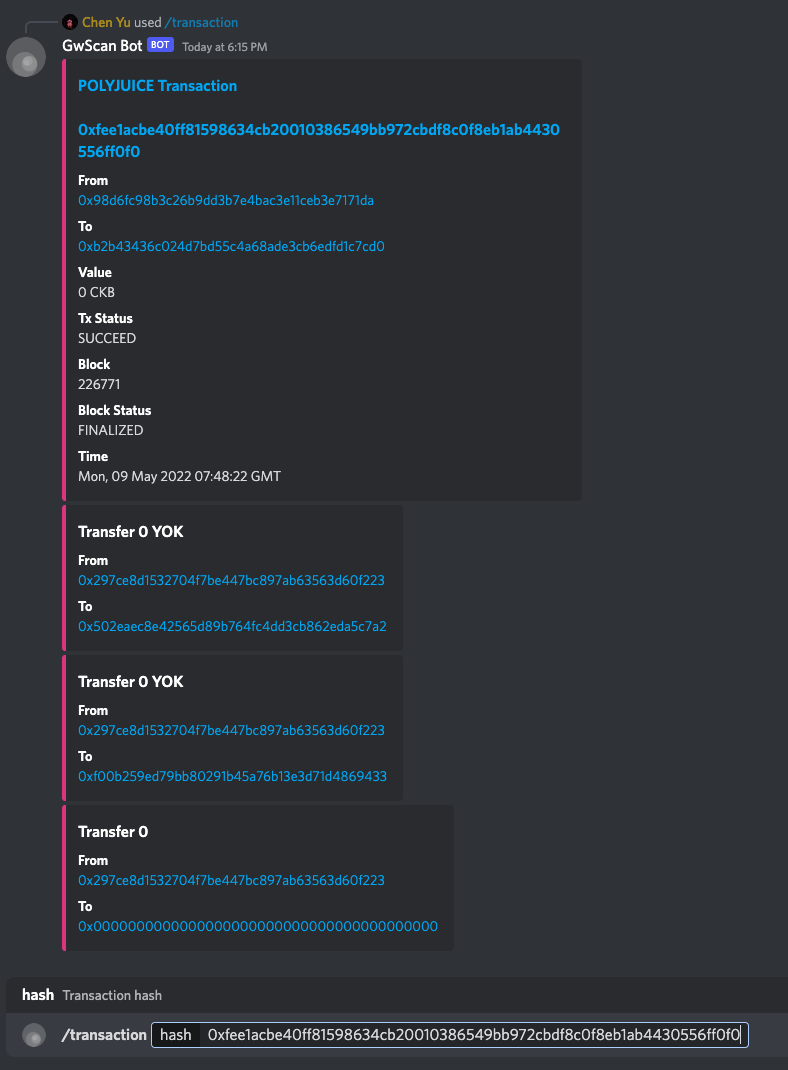 Chen Yu used /transaction
GwScan Bot BOT Today at 6:15 PM
POLYJUICE Transaction
0xfee1acbe40ff81598634cb20010386549bb972cbdf8c0f8eb1ab4430
556ff0f0
From
0x98d6fc98b3c26b9dd3b7e4bac3e11ceb3e7171da
To
0xb2b43436c024d7bd55c4a68ade3cb6edfd1c7cd0
Value
0 CKB
Tx Status
SUCCEED
Block
226771
Block Status
FINALIZED
Time
Mon, 09 May 2022 07:48:22 GMT
Transfer 0 YOK
From
0x297ce8d1532704f7be447bc897ab63563d60f223
To
0x502eaec8e42565d89b764fc4dd3cb862eda5c7a2
Transfer 0 YOK
From
0x297ce8d1532704f7be447bc897ab63563d60f223
To
0xf00b259ed79bb80291b45a76b13e3d71d4869433
Transfer 0
From
0x297ce8d1532704f7be447bc897ab63563d60f223
To
0x0000000000000000000000000000000000000000
hash Transaction hash
/transaction hash 0xfee1acbe40ff81598634cb20010386549bb972cbdf8c0f8eb1ab4430556ff0f0